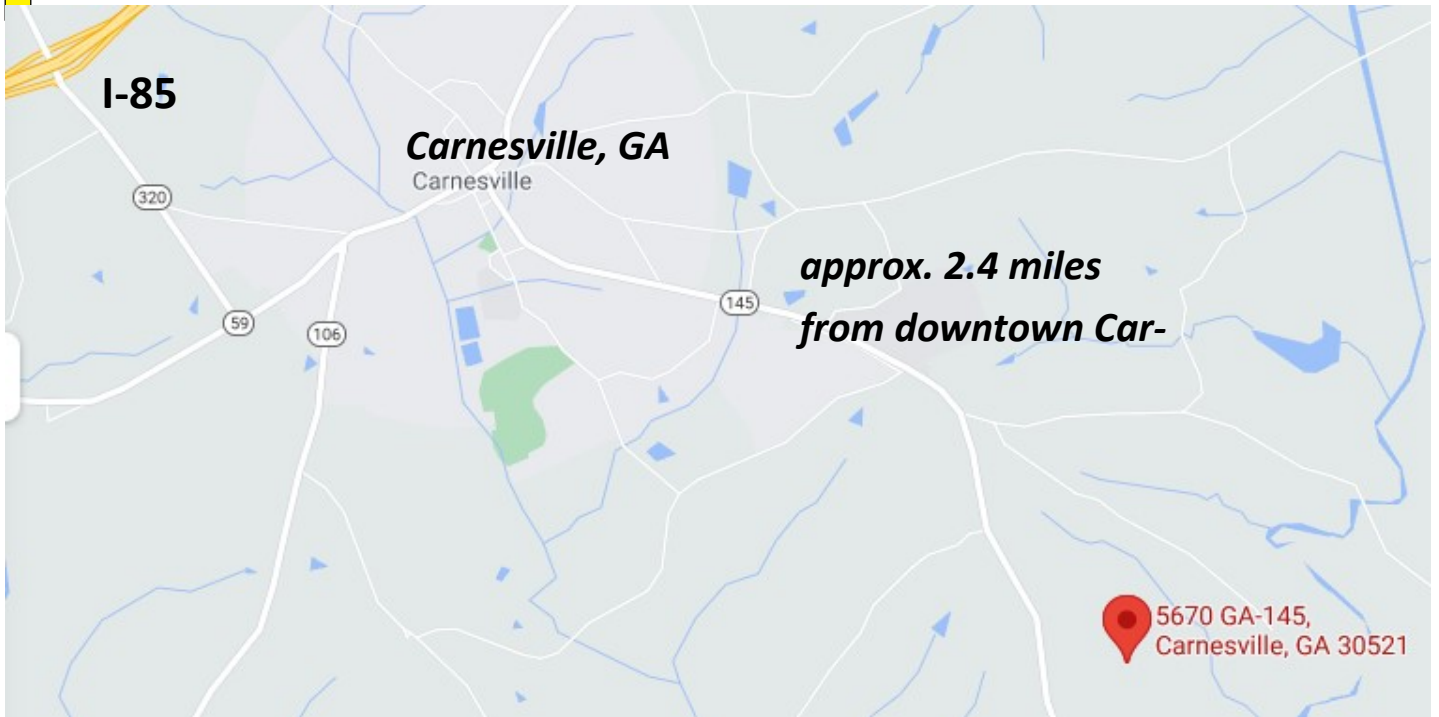 I-85
Carnesville, GA
Carnesville
320
approx. 2.4 miles
from downtown Car-
145
59
106
5670 GA-145,
Carnesville, GA 30521